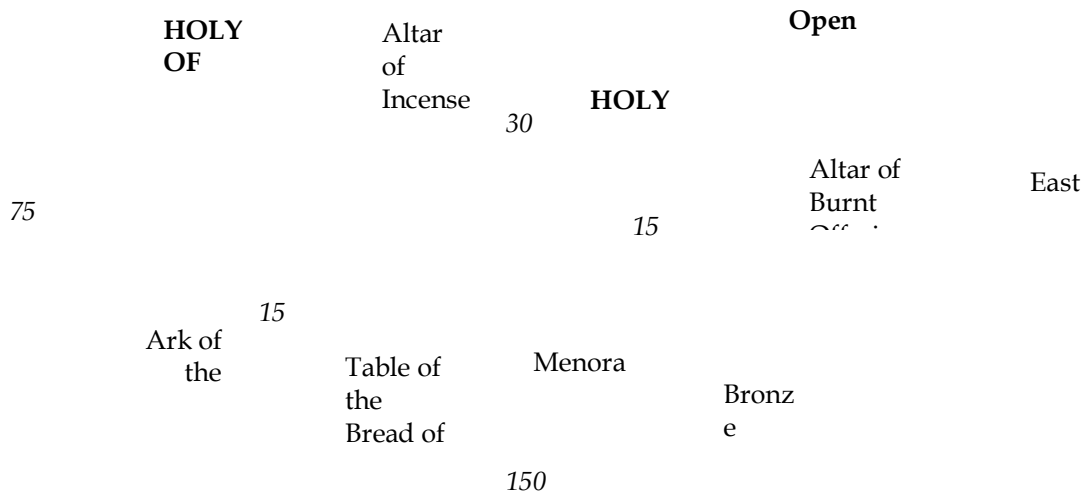 HOLY
OF
Altar
of
Incense
Open
HOLY
30
Altar of
Burnt
East
75
15
15
Ark of
the
Table of
the
Bread of
Menora
Bronz
e
150